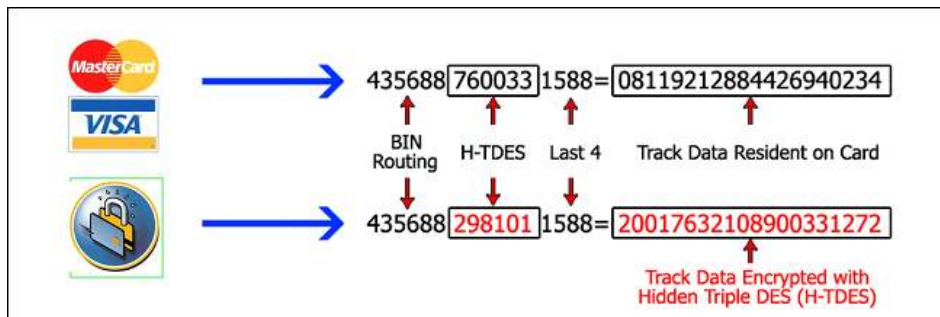 MasterCard
VISA
435688 760033 1588= 08119212884426940234
BIN
Routing
H-TDES
Last 4
Track Data Resident on Card
435688 298101 1588= 20017632108900331272
Track Data Encrypted with
Hidden Triple DES (H-TDES)